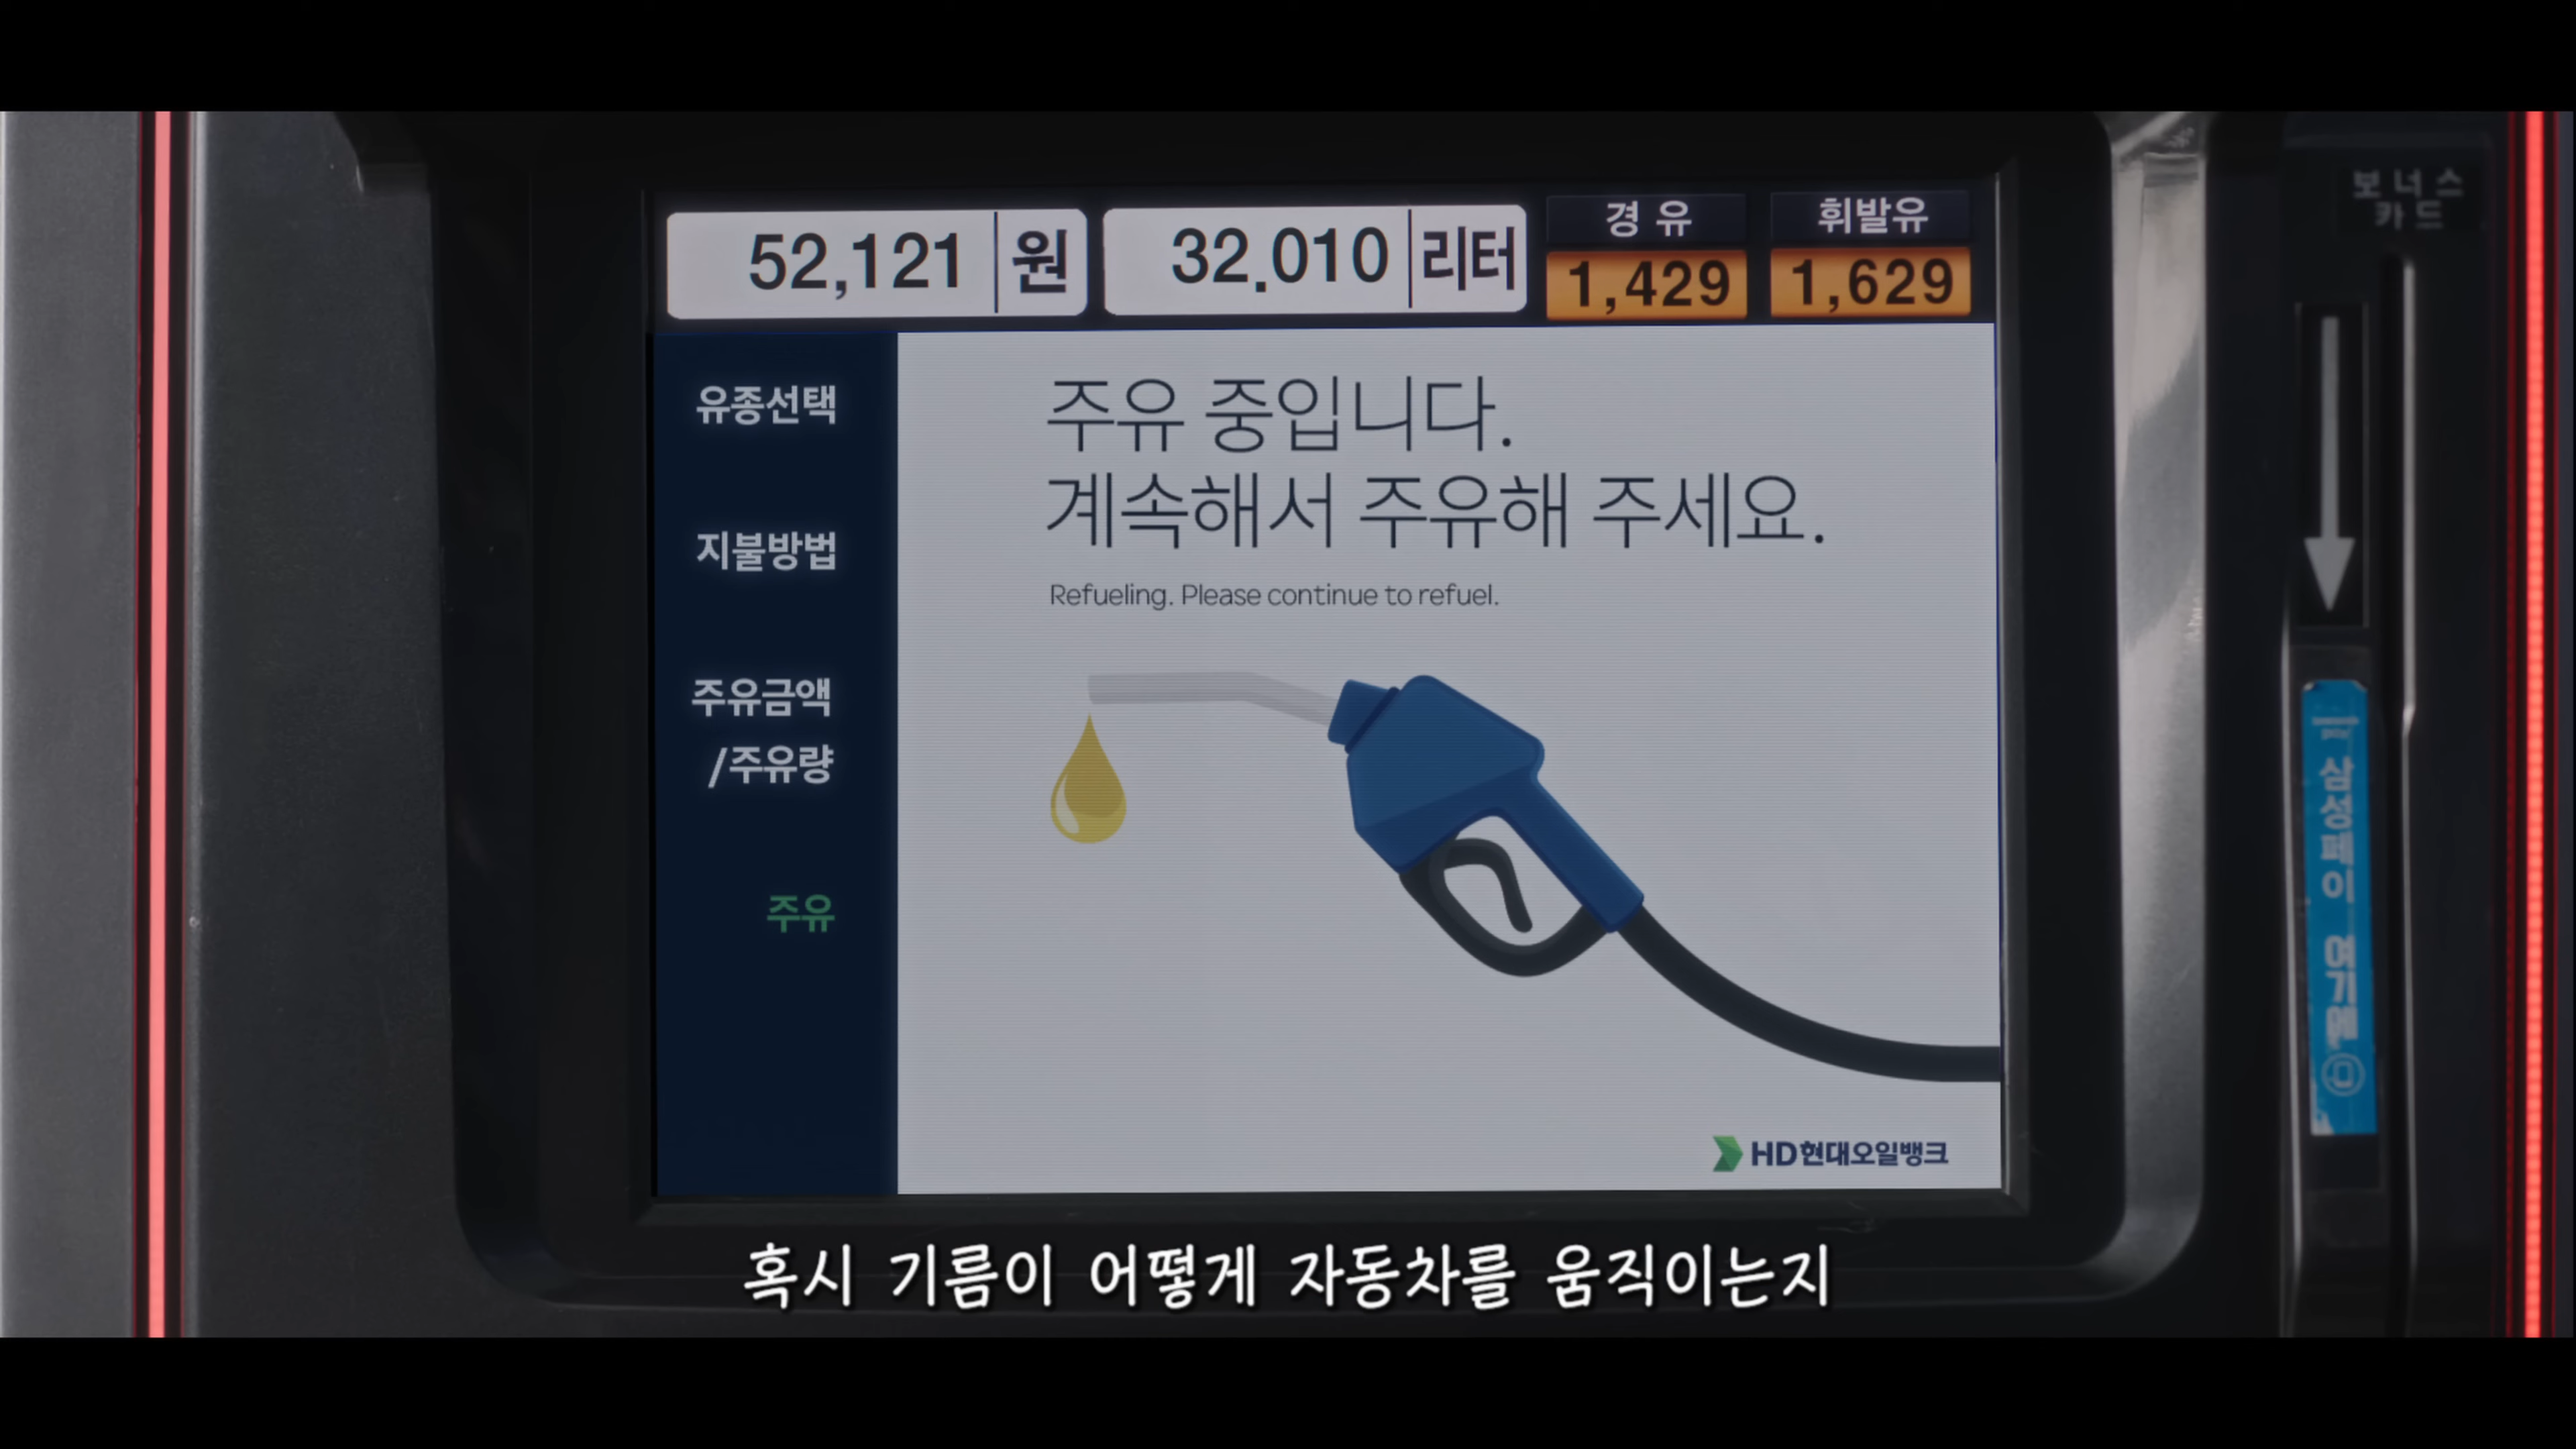 보너스
카드
52,121 원
32.010 리터
경유
1,429
휘발유
1,629
유종선택
지불방법
주유금액
/주유량
주유
주유 중입니다.
계속해서 주유해 주세요.
Refueling. Please continue to refuel.
HD현대오일뱅크
pay
삼성페이 여기에
혹시 기름이 어떻게 자동차를 움직이는지